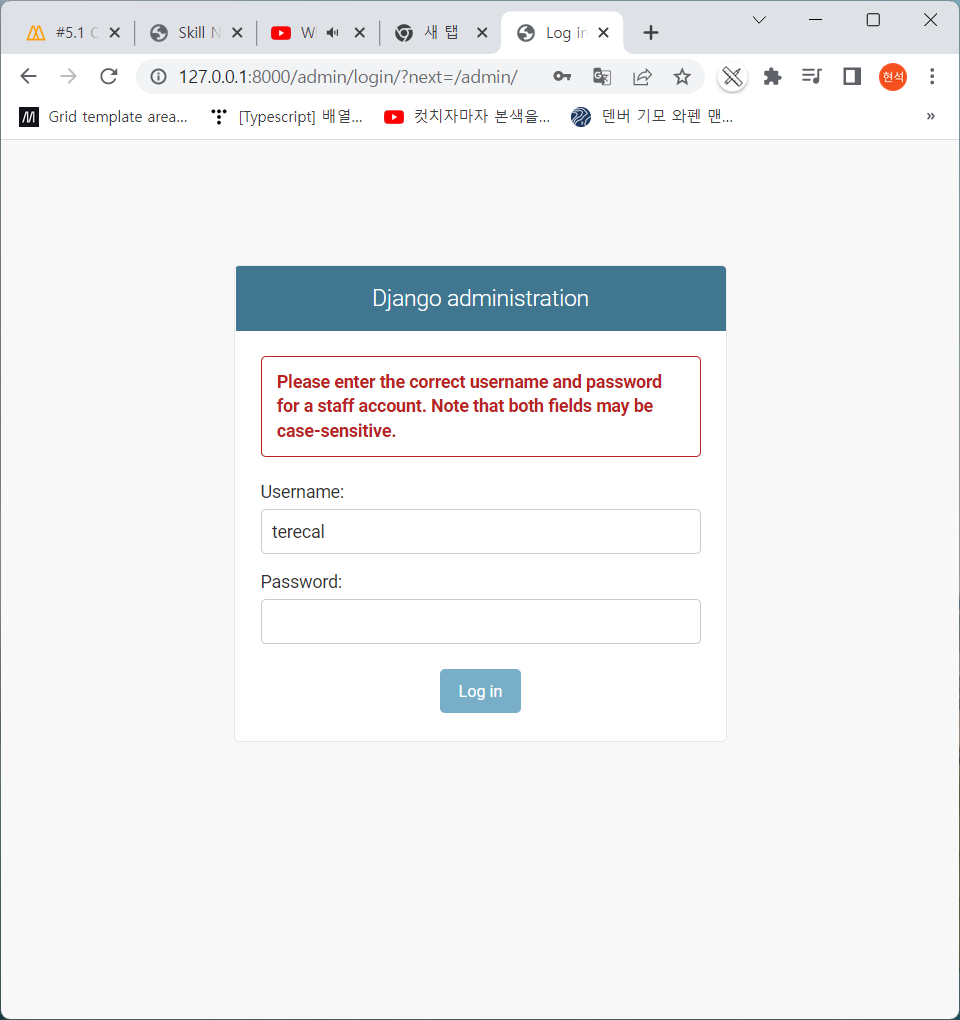 #5.1 C
Skill N
W
새 탭
Log in
127.0.0.1:8000/admin/login/?next=/admin/
현석
Grid template area...
[Typescript] 배열...
컷치자마자 본색을...
덴버 기모 와펜 맨...
»
Django administration
Please enter the correct username and password
for a staff account. Note that both fields may be
case-sensitive.
Username:
terecal
Password:
Log in